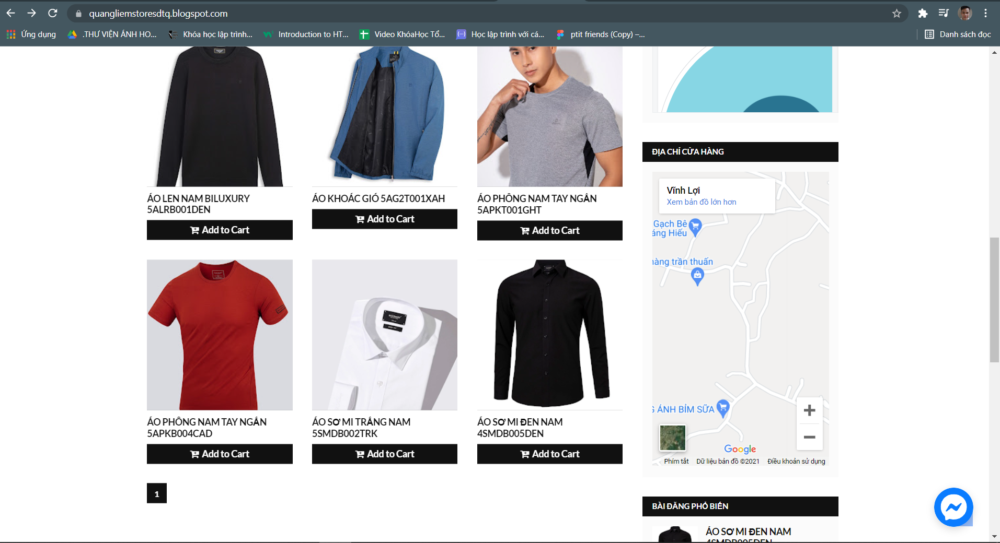 quangliemstoresdtq.blogspot.com
Ứng dụng
.THƯ VIỆN ẢNH HO...
Khóa học lập trình...
Introduction to HT...
Video KhóaHọc Tổ...
Học lập trình với cá...
ptit friends (Copy) –...
Danh sách đọc
ÁO LEN NAM BILUXURY
5ALRB001DEN
Add to Cart
ÁO KHOÁC GIÓ 5AG2T001XAH
Add to Cart
ÁO PHÔNG NAM TAY NGẮN
5APKT001GHT
Add to Cart
ÁO PHÔNG NAM TAY NGẮN
5APKB004CAD
Add to Cart
ÁO SƠ MI TRẮNG NAM
5SMDB002TRK
Add to Cart
ÁO SƠ MI ĐEN NAM
4SMDB005DEN
Add to Cart
1
ĐỊA CHỈ CỬA HÀNG
Vĩnh Lợi
Xem bản đồ lớn hơn
Gạch Bê
áng Hiếu
hàng trần thuấn
G ÁNH BỈM SỮA
Google
Phím tắt
Dữ liệu bản đồ ©2021
Điều khoản sử dụng
BÀI ĐĂNG PHỔ BIẾN
ÁO SƠ MI ĐEN NAM
4SMDB005DEN